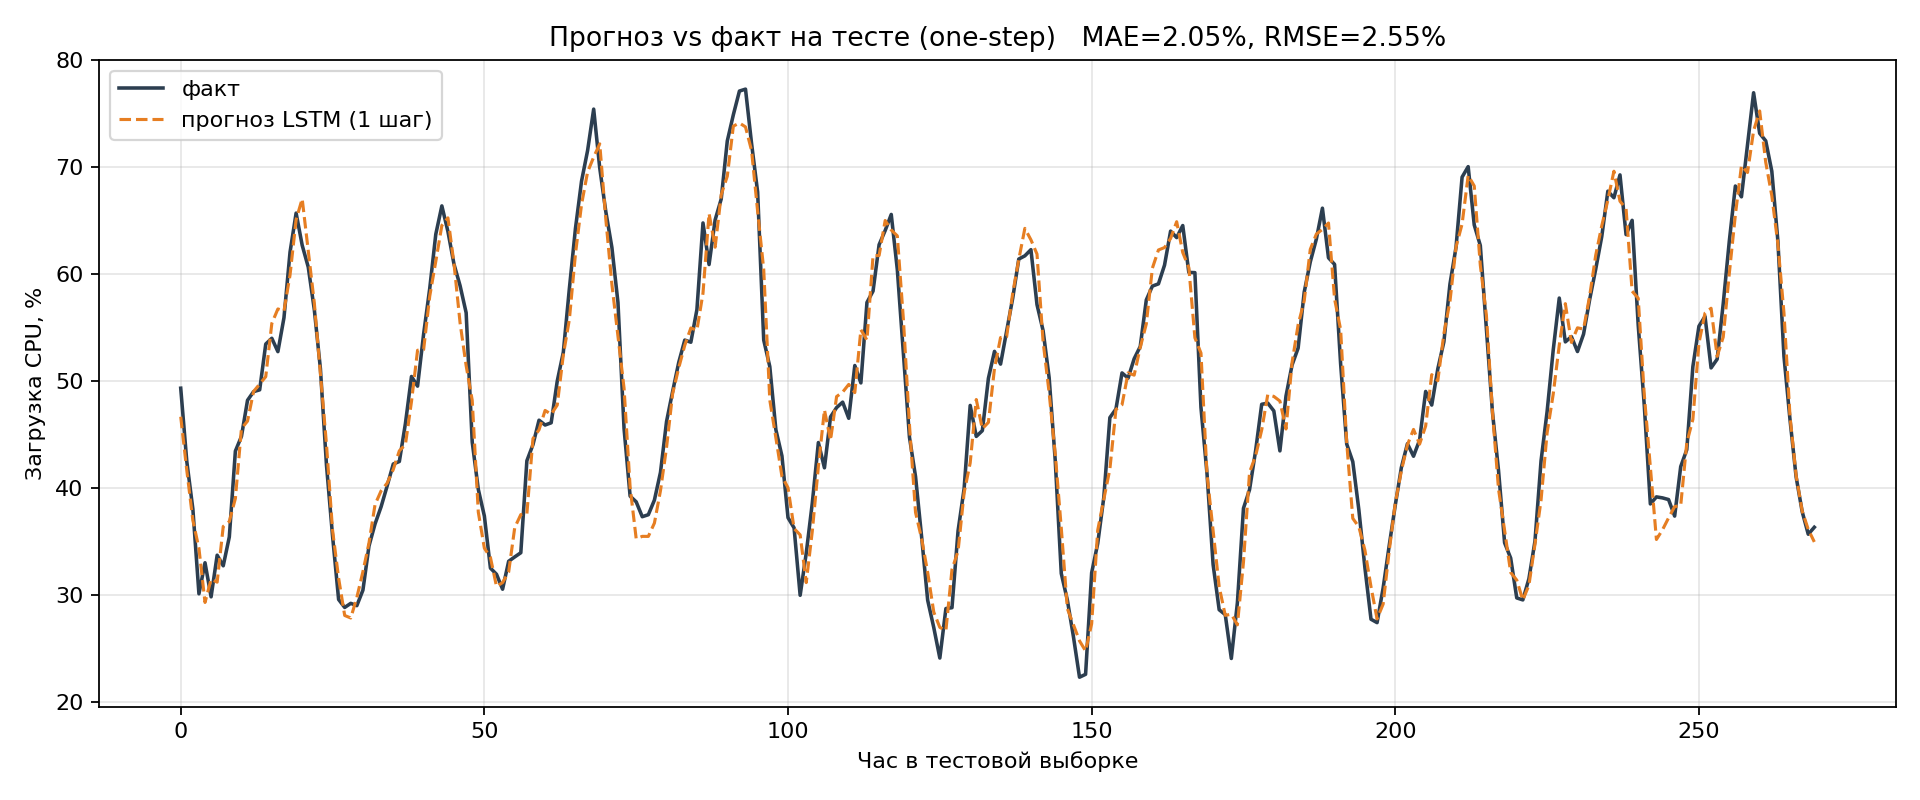 Прогноз vs факт на тесте (one-step)   MAE=2.05%, RMSE=2.55%
факт
прогноз LSTM (1 шаг)
Загрузка CPU, %
80
70
60
50
40
30
20
0
50
100
150
200
250
Час в тестовой выборке